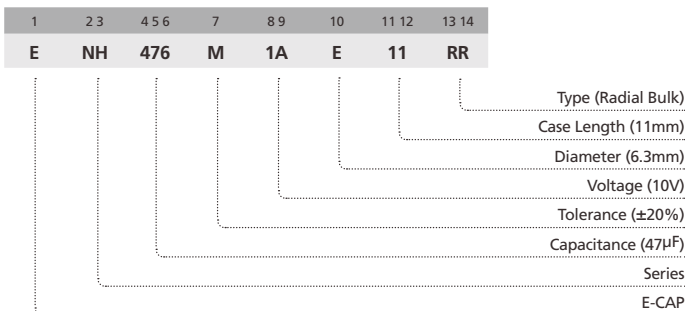 1 2 3 4 5 6 7 8 9 10 11 12 13 14
E NH 476 M 1A E 11 RR
Type (Radial Bulk)
Case Length (11mm)
Diameter (6.3mm)
Voltage (10V)
Tolerance (±20%)
Capacitance (47µF)
Series
E-CAP